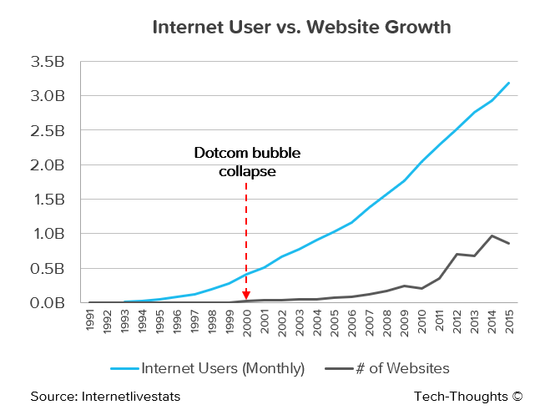 Internet User vs. Website Growth
3.5B
3.0B
2.5B
2.0B
1.5B
1.0B
0.5B
0.0B
Dotcom bubble
collapse
1991 1992 1993 1994 1995 1996 1997 1998 1999 2000 2001 2002 2003 2004 2005 2006 2007 2008 2009 2010 2011 2012 2013 2014 2015
Internet Users (Monthly) # of Websites
Source: Internetlivestats Tech-Thoughts ©